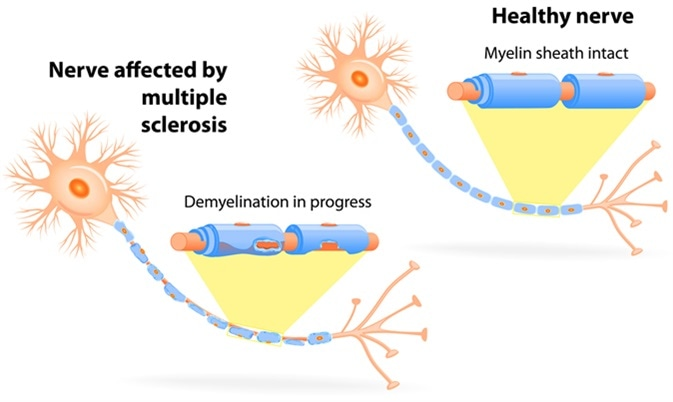 Healthy nerve
Myelin sheath intact
Nerve affected by
multiple
sclerosis
Demyelination in progress